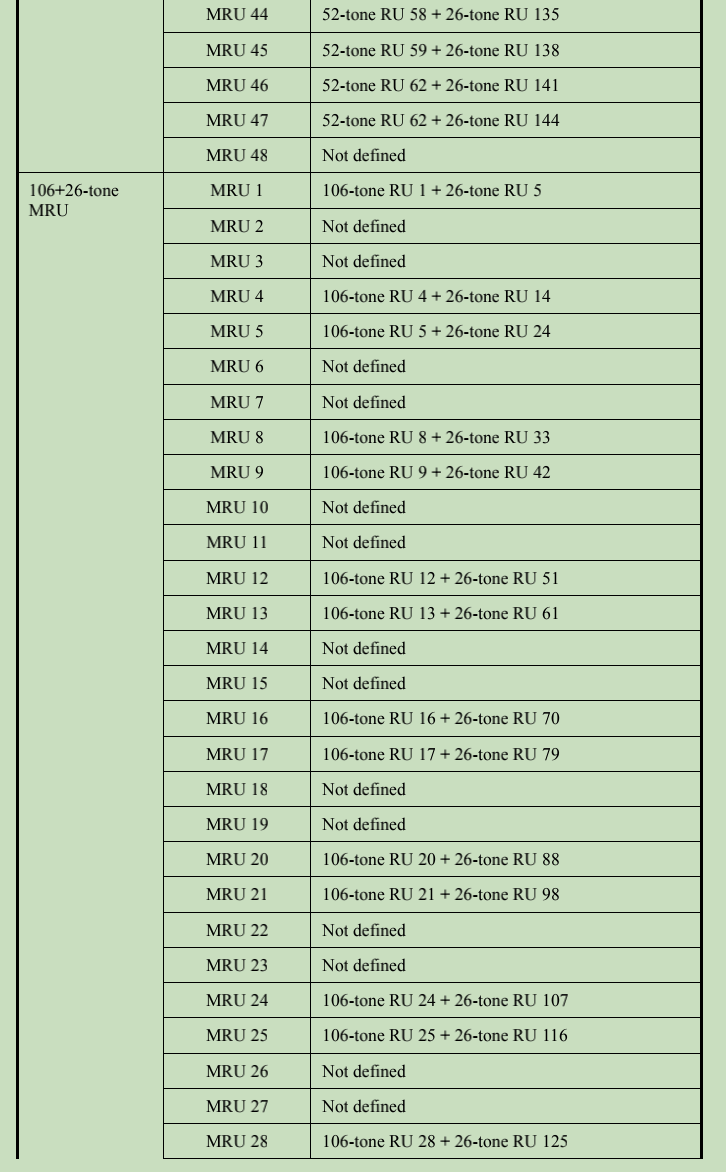 MRU 44 52-tone RU 58 + 26-tone RU 135
MRU 45 52-tone RU 59 + 26-tone RU 138
MRU 46 52-tone RU 62 + 26-tone RU 141
MRU 47 52-tone RU 62 + 26-tone RU 144
MRU 48 Not defined
106+26-tone MRU 1 106-tone RU 1 + 26-tone RU 5
MRU
MRU 2 Not defined
MRU 3 Not defined
MRU 4 106-tone RU 4 + 26-tone RU 14
MRU 5 106-tone RU 5 + 26-tone RU 24
MRU 6 Not defined
MRU 7 Not defined
MRU 8 106-tone RU 8 + 26-tone RU 33
MRU 9 106-tone RU 9 + 26-tone RU 42
MRU 10 Not defined
MRU 11 Not defined
MRU 12 106-tone RU 12 + 26-tone RU 51
MRU 13 106-tone RU 13 + 26-tone RU 61
MRU 14 Not defined
MRU 15 Not defined
MRU 16 106-tone RU 16 + 26-tone RU 70
MRU 17 106-tone RU 17 + 26-tone RU 79
MRU 18 Not defined
MRU 19 Not defined
MRU 20 106-tone RU 20 + 26-tone RU 88
MRU 21 106-tone RU 21 + 26-tone RU 98
MRU 22 Not defined
MRU 23 Not defined
MRU 24 106-tone RU 24 + 26-tone RU 107
MRU 25 106-tone RU 25 + 26-tone RU 116
MRU 26 Not defined
MRU 27 Not defined
MRU 28 106-tone RU 28 + 26-tone RU 125